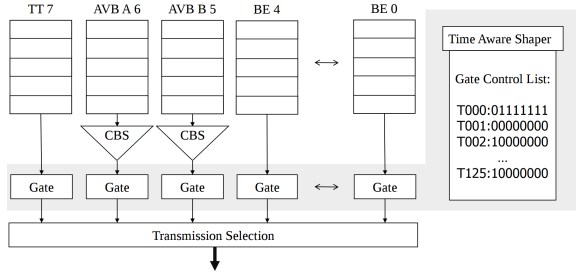 TT 7
AVB A 6
AVB B 5
BE 4
BE 0
CBS
CBS
Gate
Gate
Gate
Gate
Gate
Transmission Selection
Time Aware Shaper
Gate Control List:
T000:01111111
T001:00000000
T002:10000000
...
T125:10000000